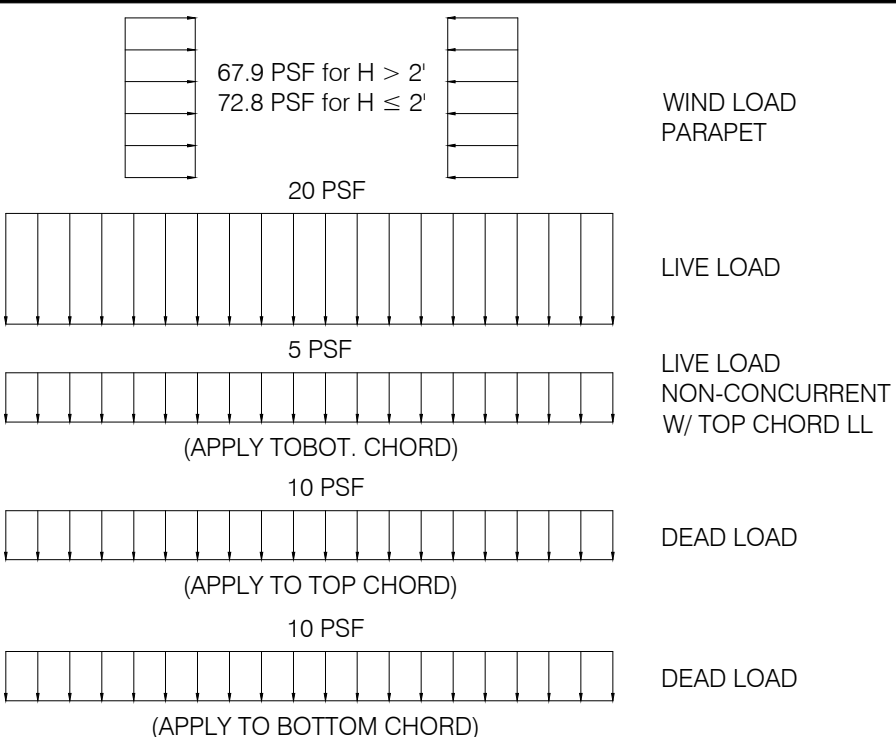 67.9 PSF for H > 2'
72.8 PSF for H ≤ 2'
WIND LOAD
PARAPET
20 PSF
LIVE LOAD
5 PSF
LIVE LOAD
NON-CONCURRENT
W/ TOP CHORD LL
(APPLY TOBOT. CHORD)
10 PSF
DEAD LOAD
(APPLY TO TOP CHORD)
10 PSF
DEAD LOAD
(APPLY TO BOTTOM CHORD)